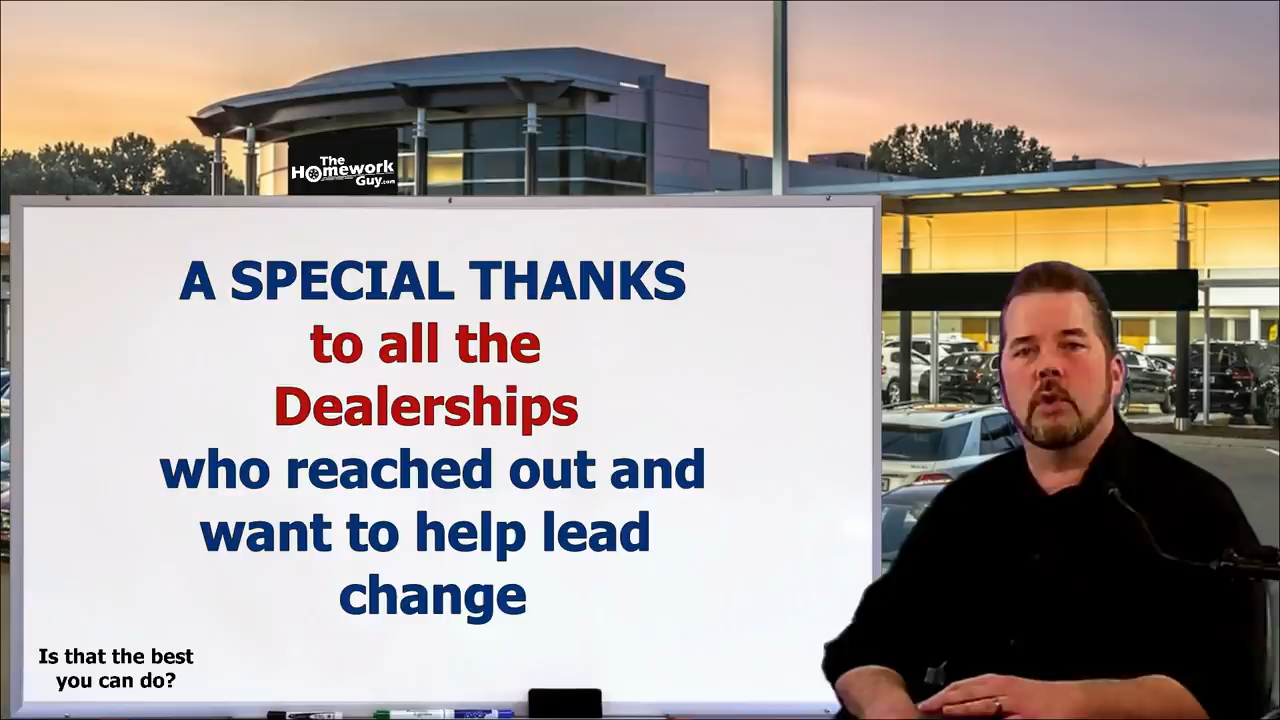 The
Homework
Guy.com
A SPECIAL THANKS
to all the
Dealerships
who reached out and
want to help lead
change
Is that the best
you can do?